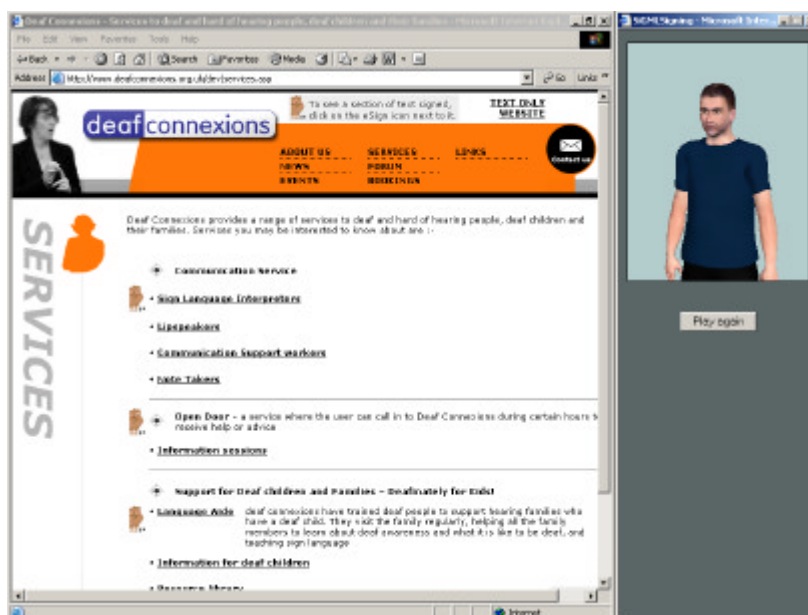 Deaf Connexions - Services to deaf and hard of hearing people, deaf children and their families - Microsoft Internet
SiGMLSigning - Microsoft Inter...
File Edit View Favorites Tools Help
Back Search Favorites Media
Address http://www.deafconnexions.org.uk/dev/services.asp Go Links
deafconnexions
To see a section of text signed,
click on the eSign icon next to it.
TEXT ONLY
WEBSITE
ABOUT US SERVICES LINKS
NEWS FORUM
EVENTS BOOKINGS
Contact us
SERVICES
Deaf Connexions provides a range of services to deaf and hard of hearing people, deaf children and
their families. Services you may be interested to know about are :-
Communication Service
• Sign Language Interpreters
• Lipspeakers
• Communication Support workers
• Note Takers
Open Door - a service where the user can call in to Deaf Connexions during certain hours
receive help or advice
• Information sessions
Support for Deaf children and Families - Deafinately for Kids!
• Language Aide deaf connexions have trained deaf people to support hearing families who
have a deaf child. They visit the family regularly, helping all the family
members to learn about deaf awareness and what it is like to be deaf, and
teaching sign language
• Information for deaf children
• Resource library
Internet
Play again